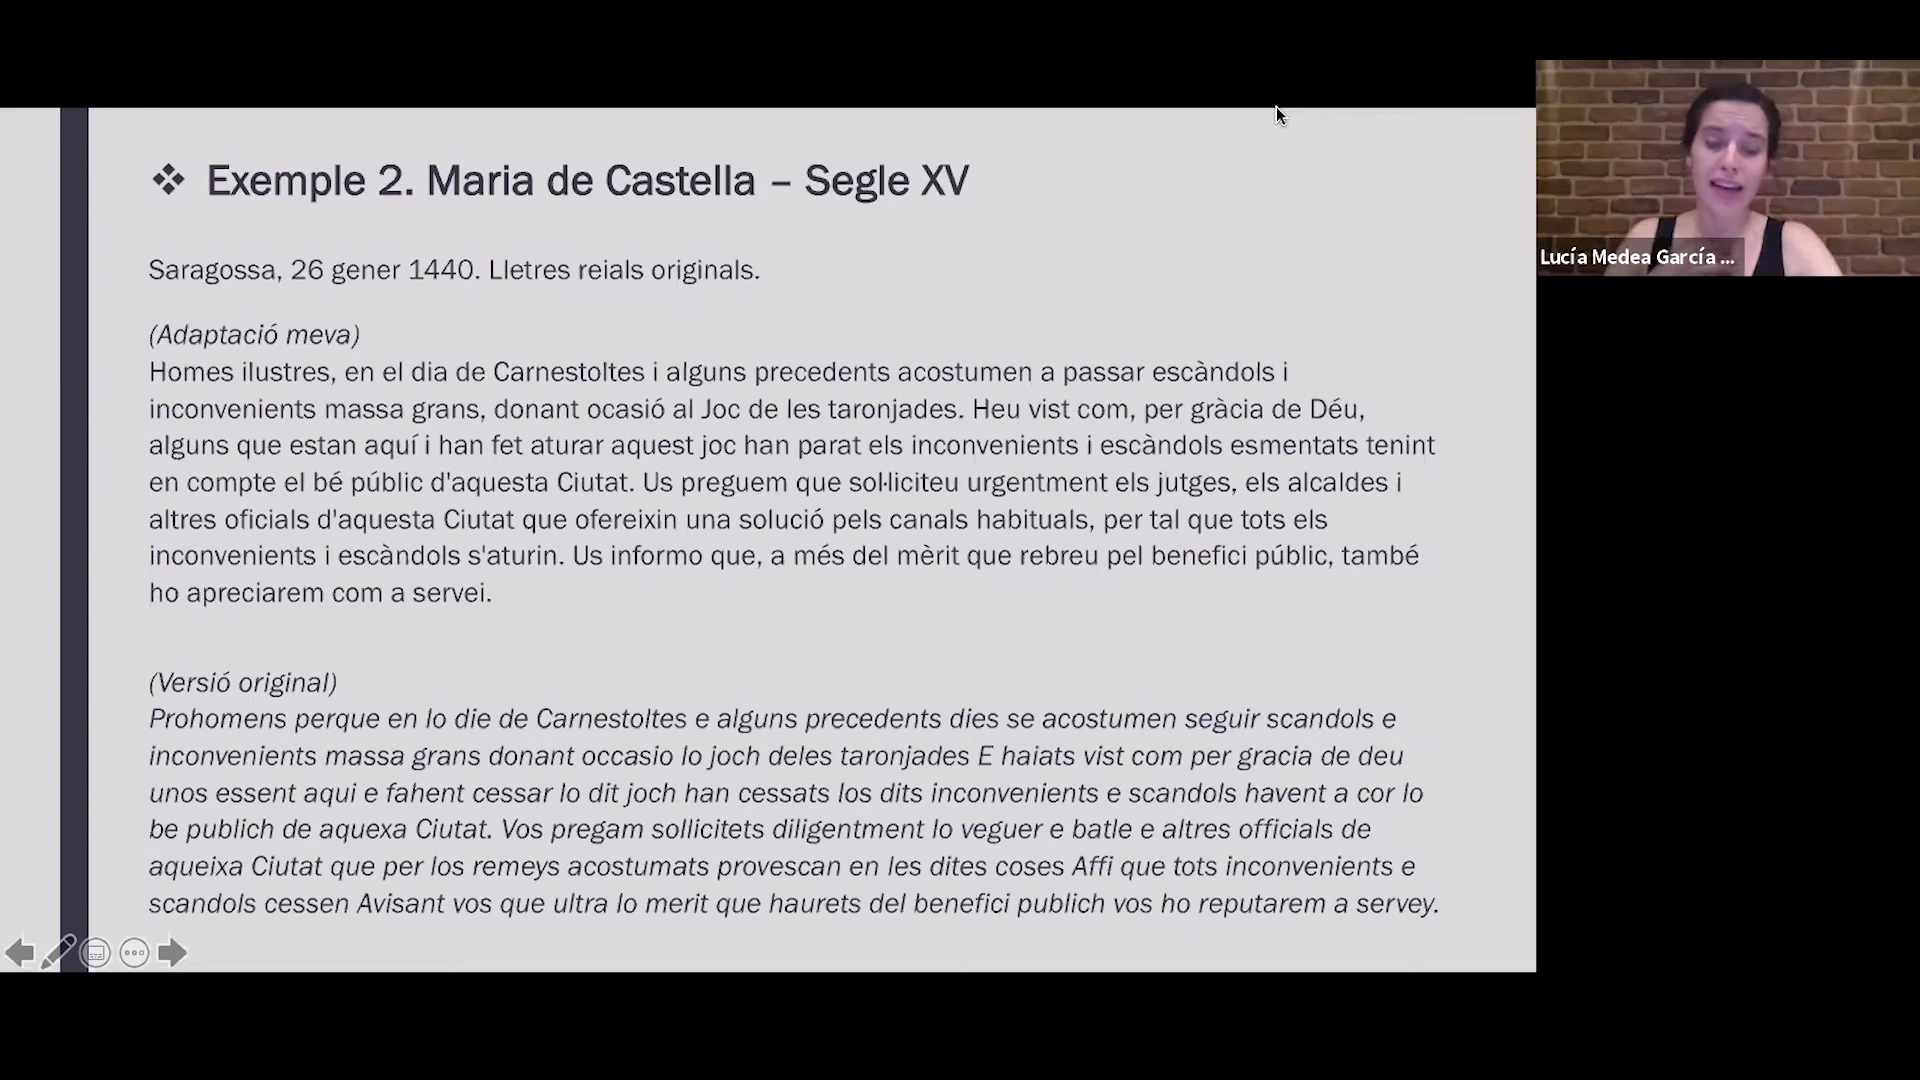 Exemple 2. Maria de Castella – Segle XV
Saragossa, 26 gener 1440. Lletres reials originals.
(Adaptació meva)
Homes ilustres, en el dia de Carnestoltes i alguns precedents acostumen a passar escàndols i
inconvenients massa grans, donant ocasió al Joc de les taronjades. Heu vist com, per gràcia de Déu,
alguns que estan aquí i han fet aturar aquest joc han parat els inconvenients i escàndols esmentats tenint
en compte el bé públic d'aquesta Ciutat. Us preguem que sol·liciteu urgentment els jutges, els alcaldes i
altres oficials d'aquesta Ciutat que ofereixin una solució pels canals habituals, per tal que tots els
inconvenients i escàndols s'aturin. Us informo que, a més del mèrit que rebreu pel benefici públic, també
ho apreciarem com a servei.
(Versió original)
Prohomens perque en lo die de Carnestoltes e alguns precedents dies se acostumen seguir scandols e
inconvenients massa grans donant occasio lo joch deles taronjades E haiats vist com per gracia de deu
unos essent aqui e fahent cessar lo dit joch han cessats los dits inconvenients e scandols havent a cor lo
be publich de aquexa Ciutat. Vos pregam sollicitets diligentment lo veguer e batle e altres officials de
aqueixa Ciutat que per los remeys acostumats provescan en les dites coses Affi que tots inconvenients e
scandols cessen Avisant vos que ultra lo merit que haurets del benefici publich vos ho reputarem a servey.
Lucía Medea García ...